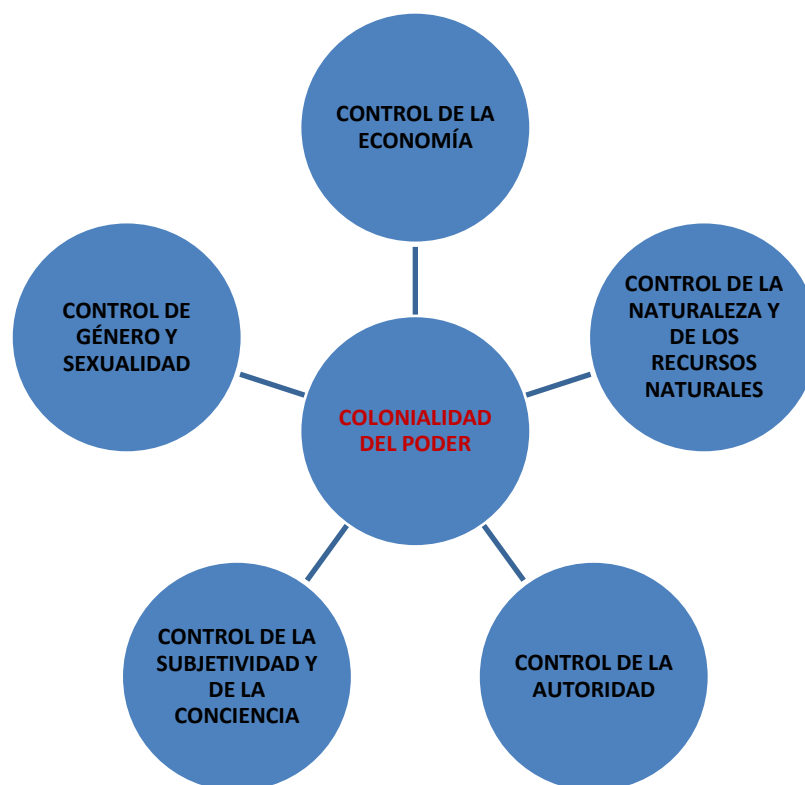 CONTROL DE LA
ECONOMÍA
CONTROL DE LA
NATURALEZA Y
DE LOS
RECURSOS
NATURALES
CONTROL DE
GÉNERO Y
SEXUALIDAD
COLONIALIDAD
DEL PODER
CONTROL DE LA
SUBJETIVIDAD Y
DE LA
CONCIENCIA
CONTROL DE LA
AUTORIDAD